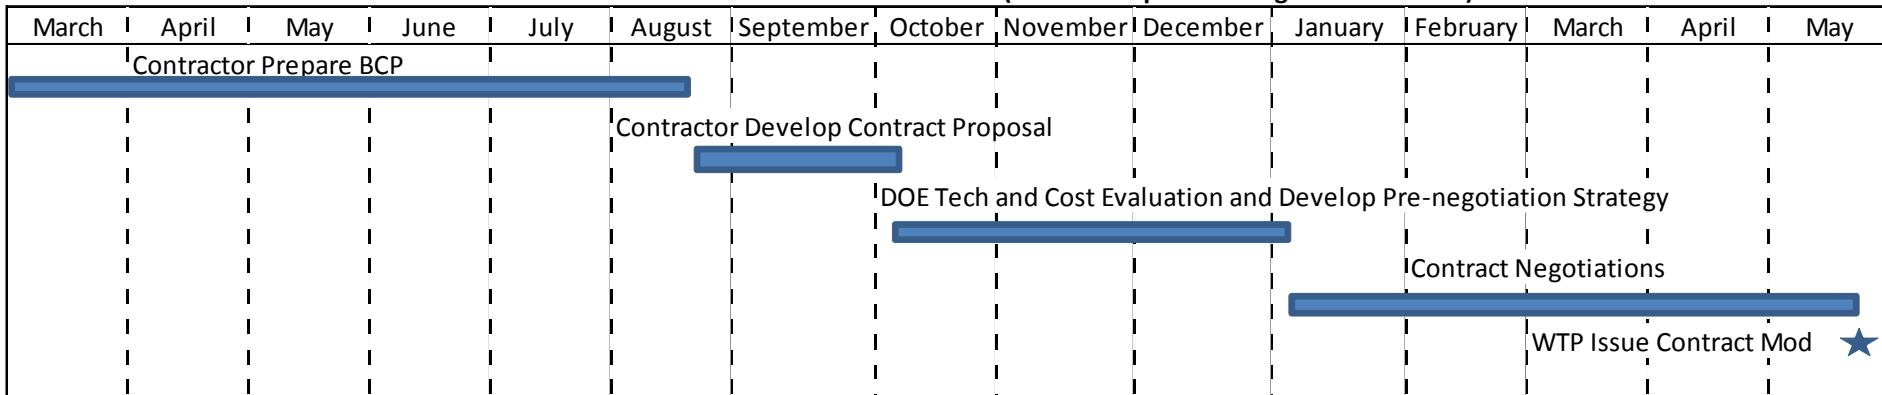 March April May June July August September October November December January February March April May
Contractor Prepare BCP
Contractor Develop Contract Proposal
DOE Tech and Cost Evaluation and Develop Pre-negotiation Strategy
Contract Negotiations
WTP Issue Contract Mod